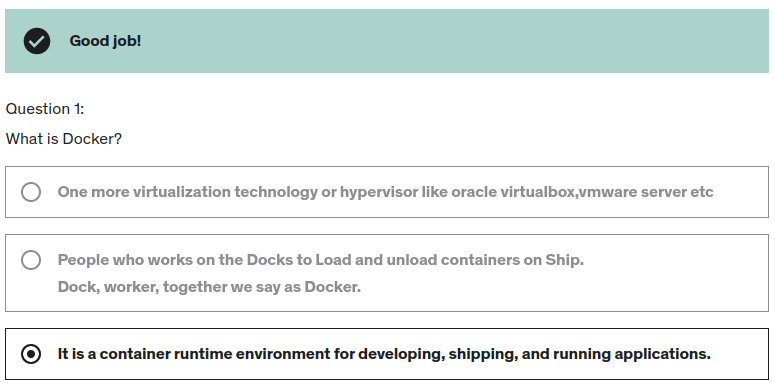 Good job!
Question 1:
What is Docker?
One more virtualization technology or hypervisor like oracle virtualbox,vmware server etc
People who works on the Docks to Load and unload containers on Ship.
Dock, worker, together we say as Docker.
It is a container runtime environment for developing, shipping, and running applications.